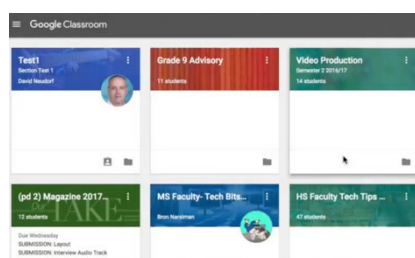 Google Classroom
Test1
Section Test 1
David Neudorf
Grade 9 Advisory
11 students
Video Production
Semester 2 2016/17
14 students
(pd 2) Magazine 2017...
12 students
Our TAKE
Due Wednesday
SUBMISSION: Layout
SUBMISSION: Interview Audio Track
MS Faculty- Tech Bits...
Bron Narsiman
HS Faculty Tech Tips ...
47 students